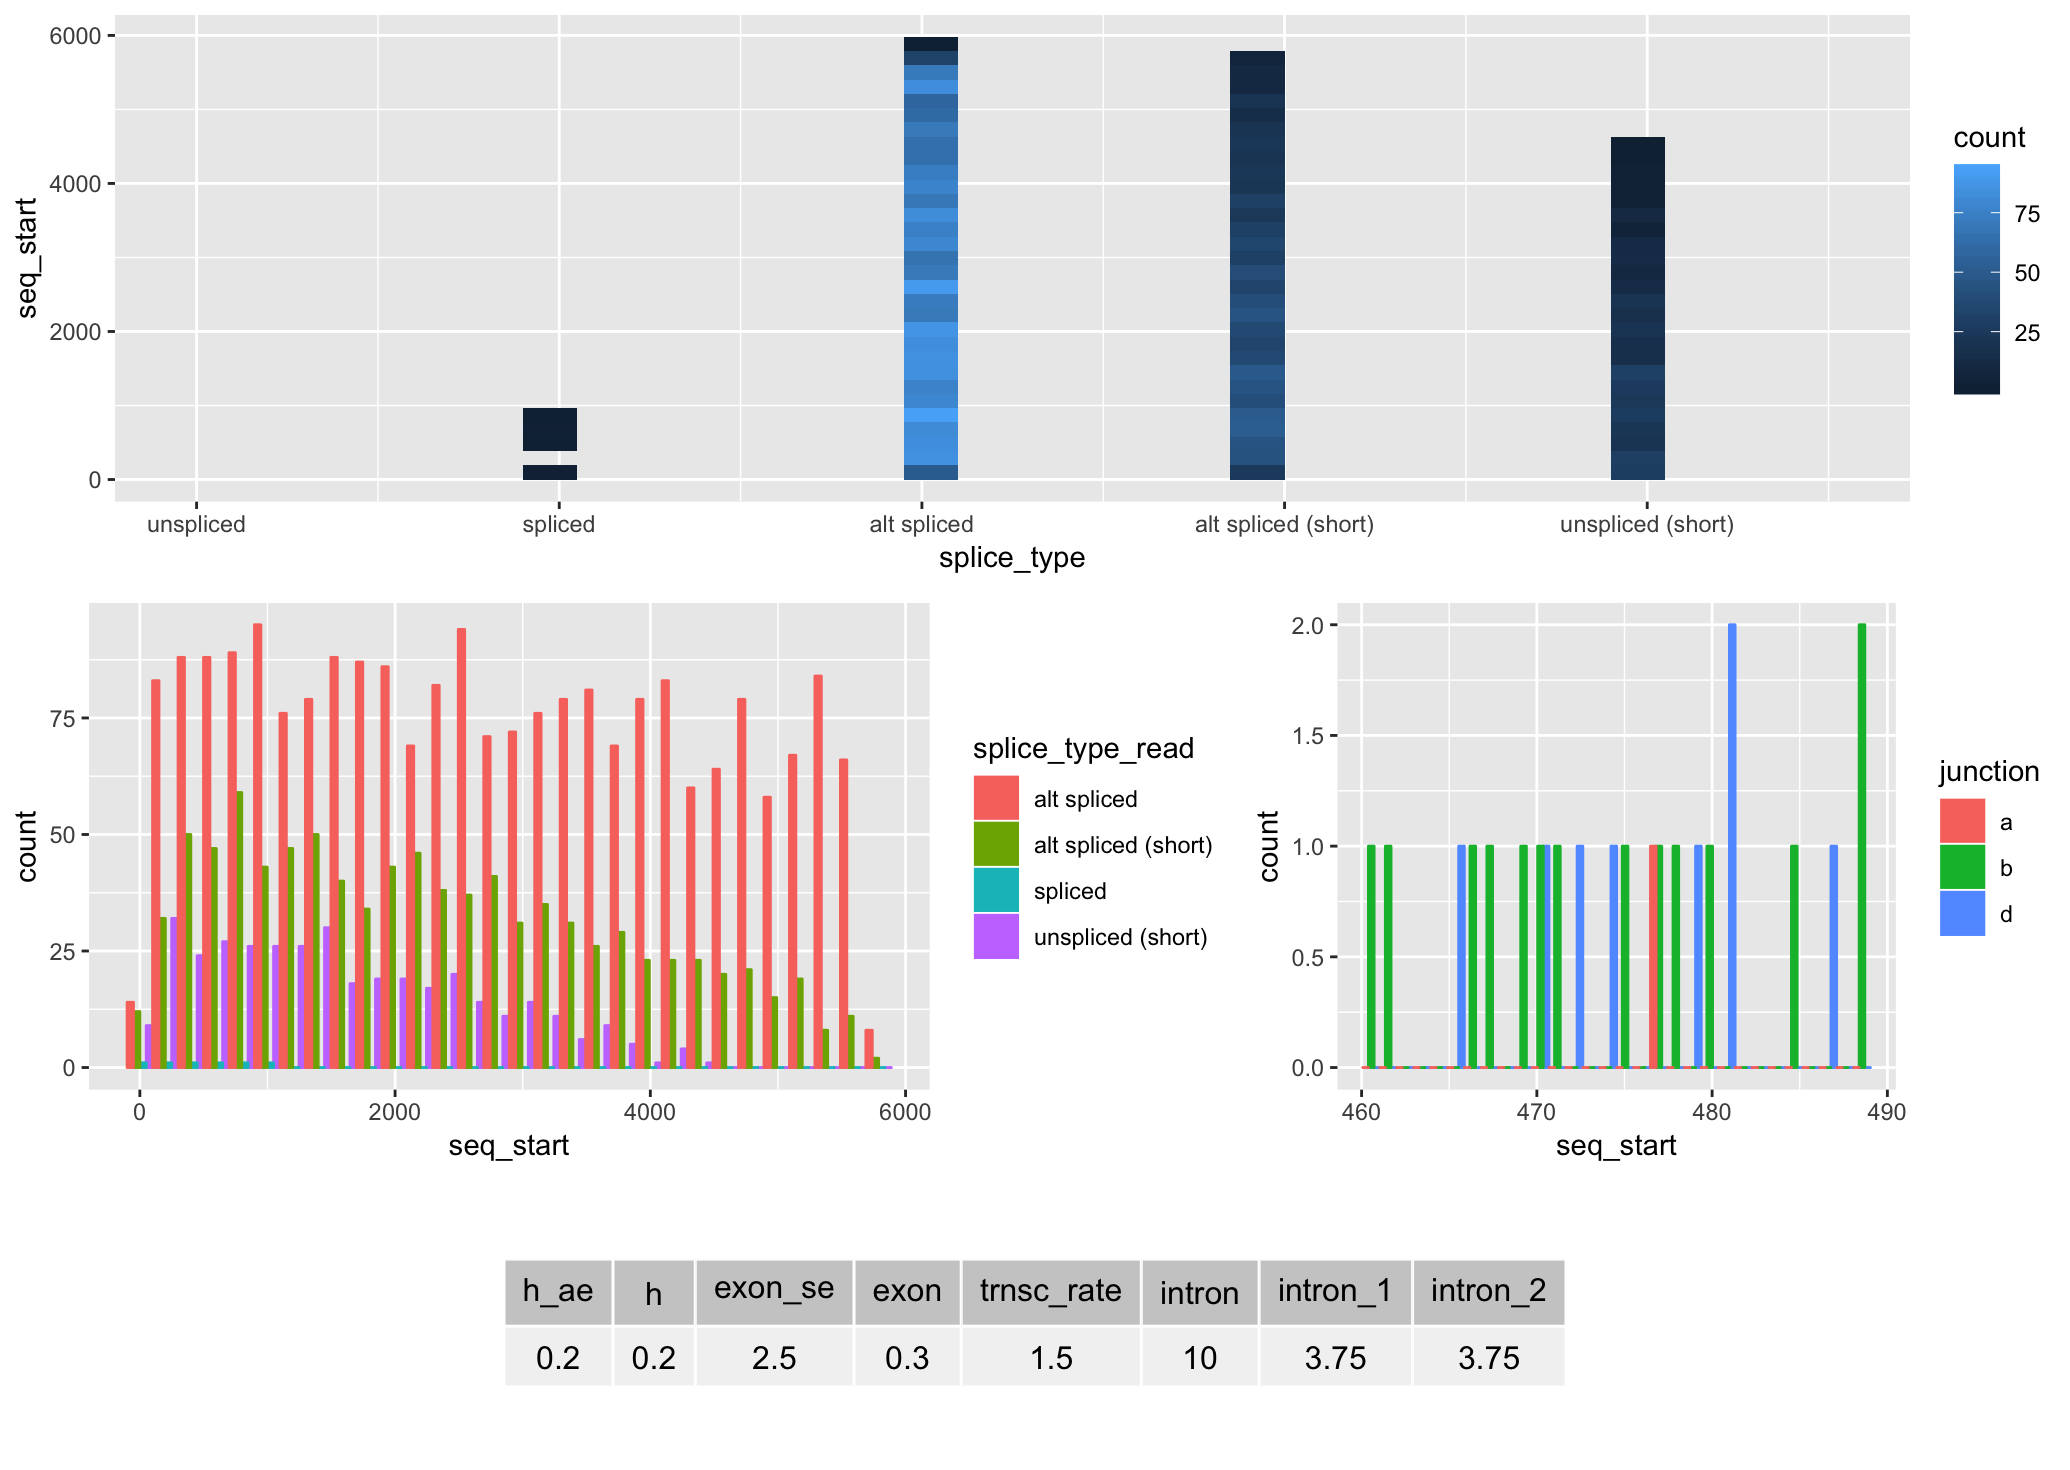 6000
4000
2000
0
seq_start
unspliced
spliced
alt spliced
alt spliced (short)
unspliced (short)
splice_type
count
75
50
25
75
50
25
0
count
0
2000
4000
6000
seq_start
splice_type_read
alt spliced
alt spliced (short)
spliced
unspliced (short)
2.0
1.5
1.0
0.5
0.0
count
460
470
480
490
seq_start
junction
a
b
d
h_ae h exon_se exon trnsc_rate intron intron_1 intron_2
0.2 0.2 2.5 0.3 1.5 10 3.75 3.75